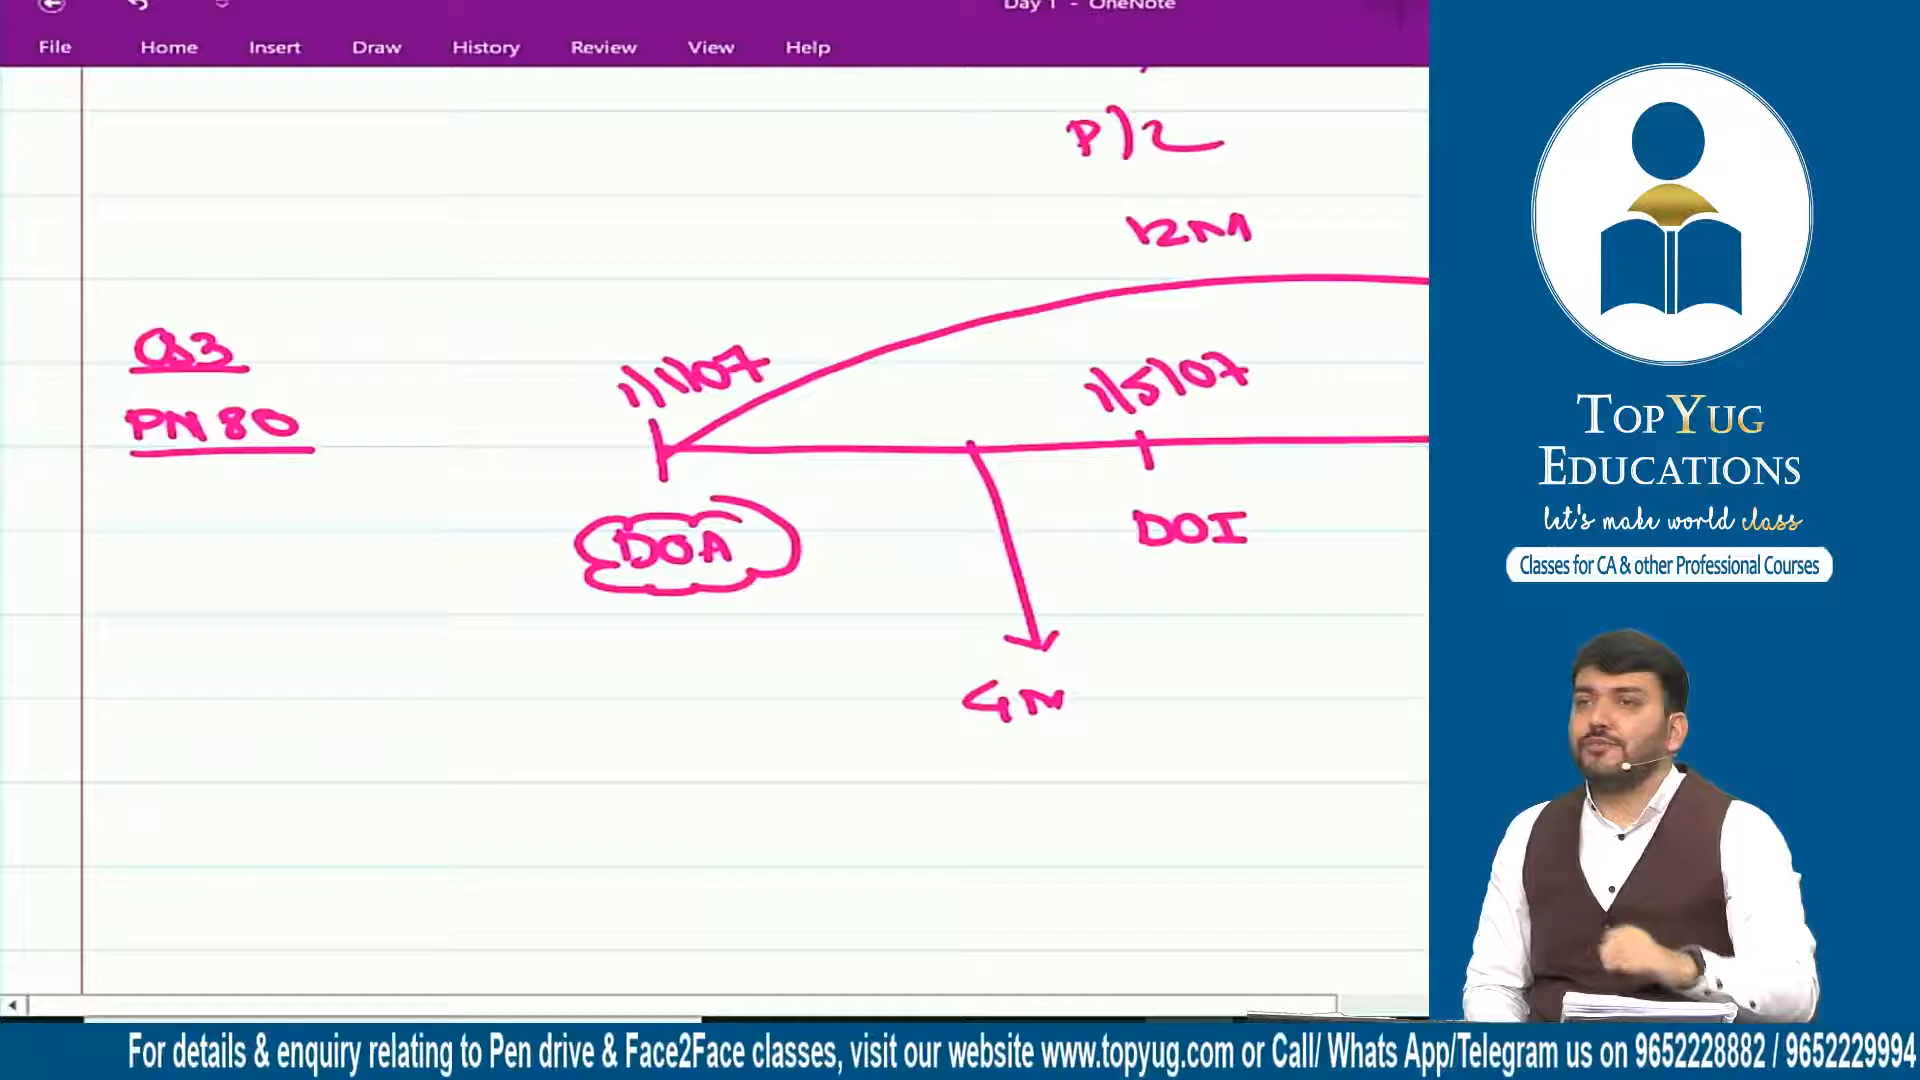 Day 1 - OneNote
File Home Insert Draw History Review View Help
P/L
12M
Q3
PN 80
1/1/07
1/5/07
DOA
DOI
4M
TOPYUG
EDUCATIONS
let's make world class
Classes for CA & other Professional Courses
For details & enquiry relating to Pen drive & Face2Face classes, visit our website www.topyug.com or Call/ Whats App/Telegram us on 9652228882 / 9652229994